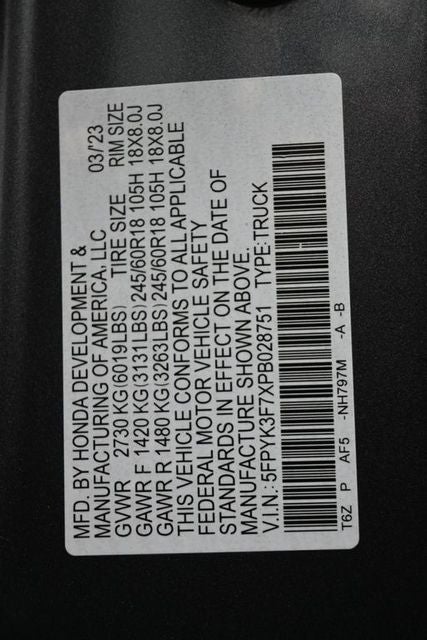 MFD. BY HONDA DEVELOPMENT &
MANUFACTURING OF AMERICA, LLC 03/23
GVWR 2730 KG(6019LBS) TIRE SIZE RIM SIZE
GAWR F 1420 KG(3131LBS) 245/60R18 105H 18X8.0J
GAWR R 1480 KG(3263LBS) 245/60R18 105H 18X8.0J
THIS VEHICLE CONFORMS TO ALL APPLICABLE
FEDERAL MOTOR VEHICLE SAFETY
STANDARDS IN EFFECT ON THE DATE OF
MANUFACTURE SHOWN ABOVE.
V.I.N.: 5FPYK3F7XPB028751 TYPE:TRUCK
T6Z P AF5 -NH797M -A -B